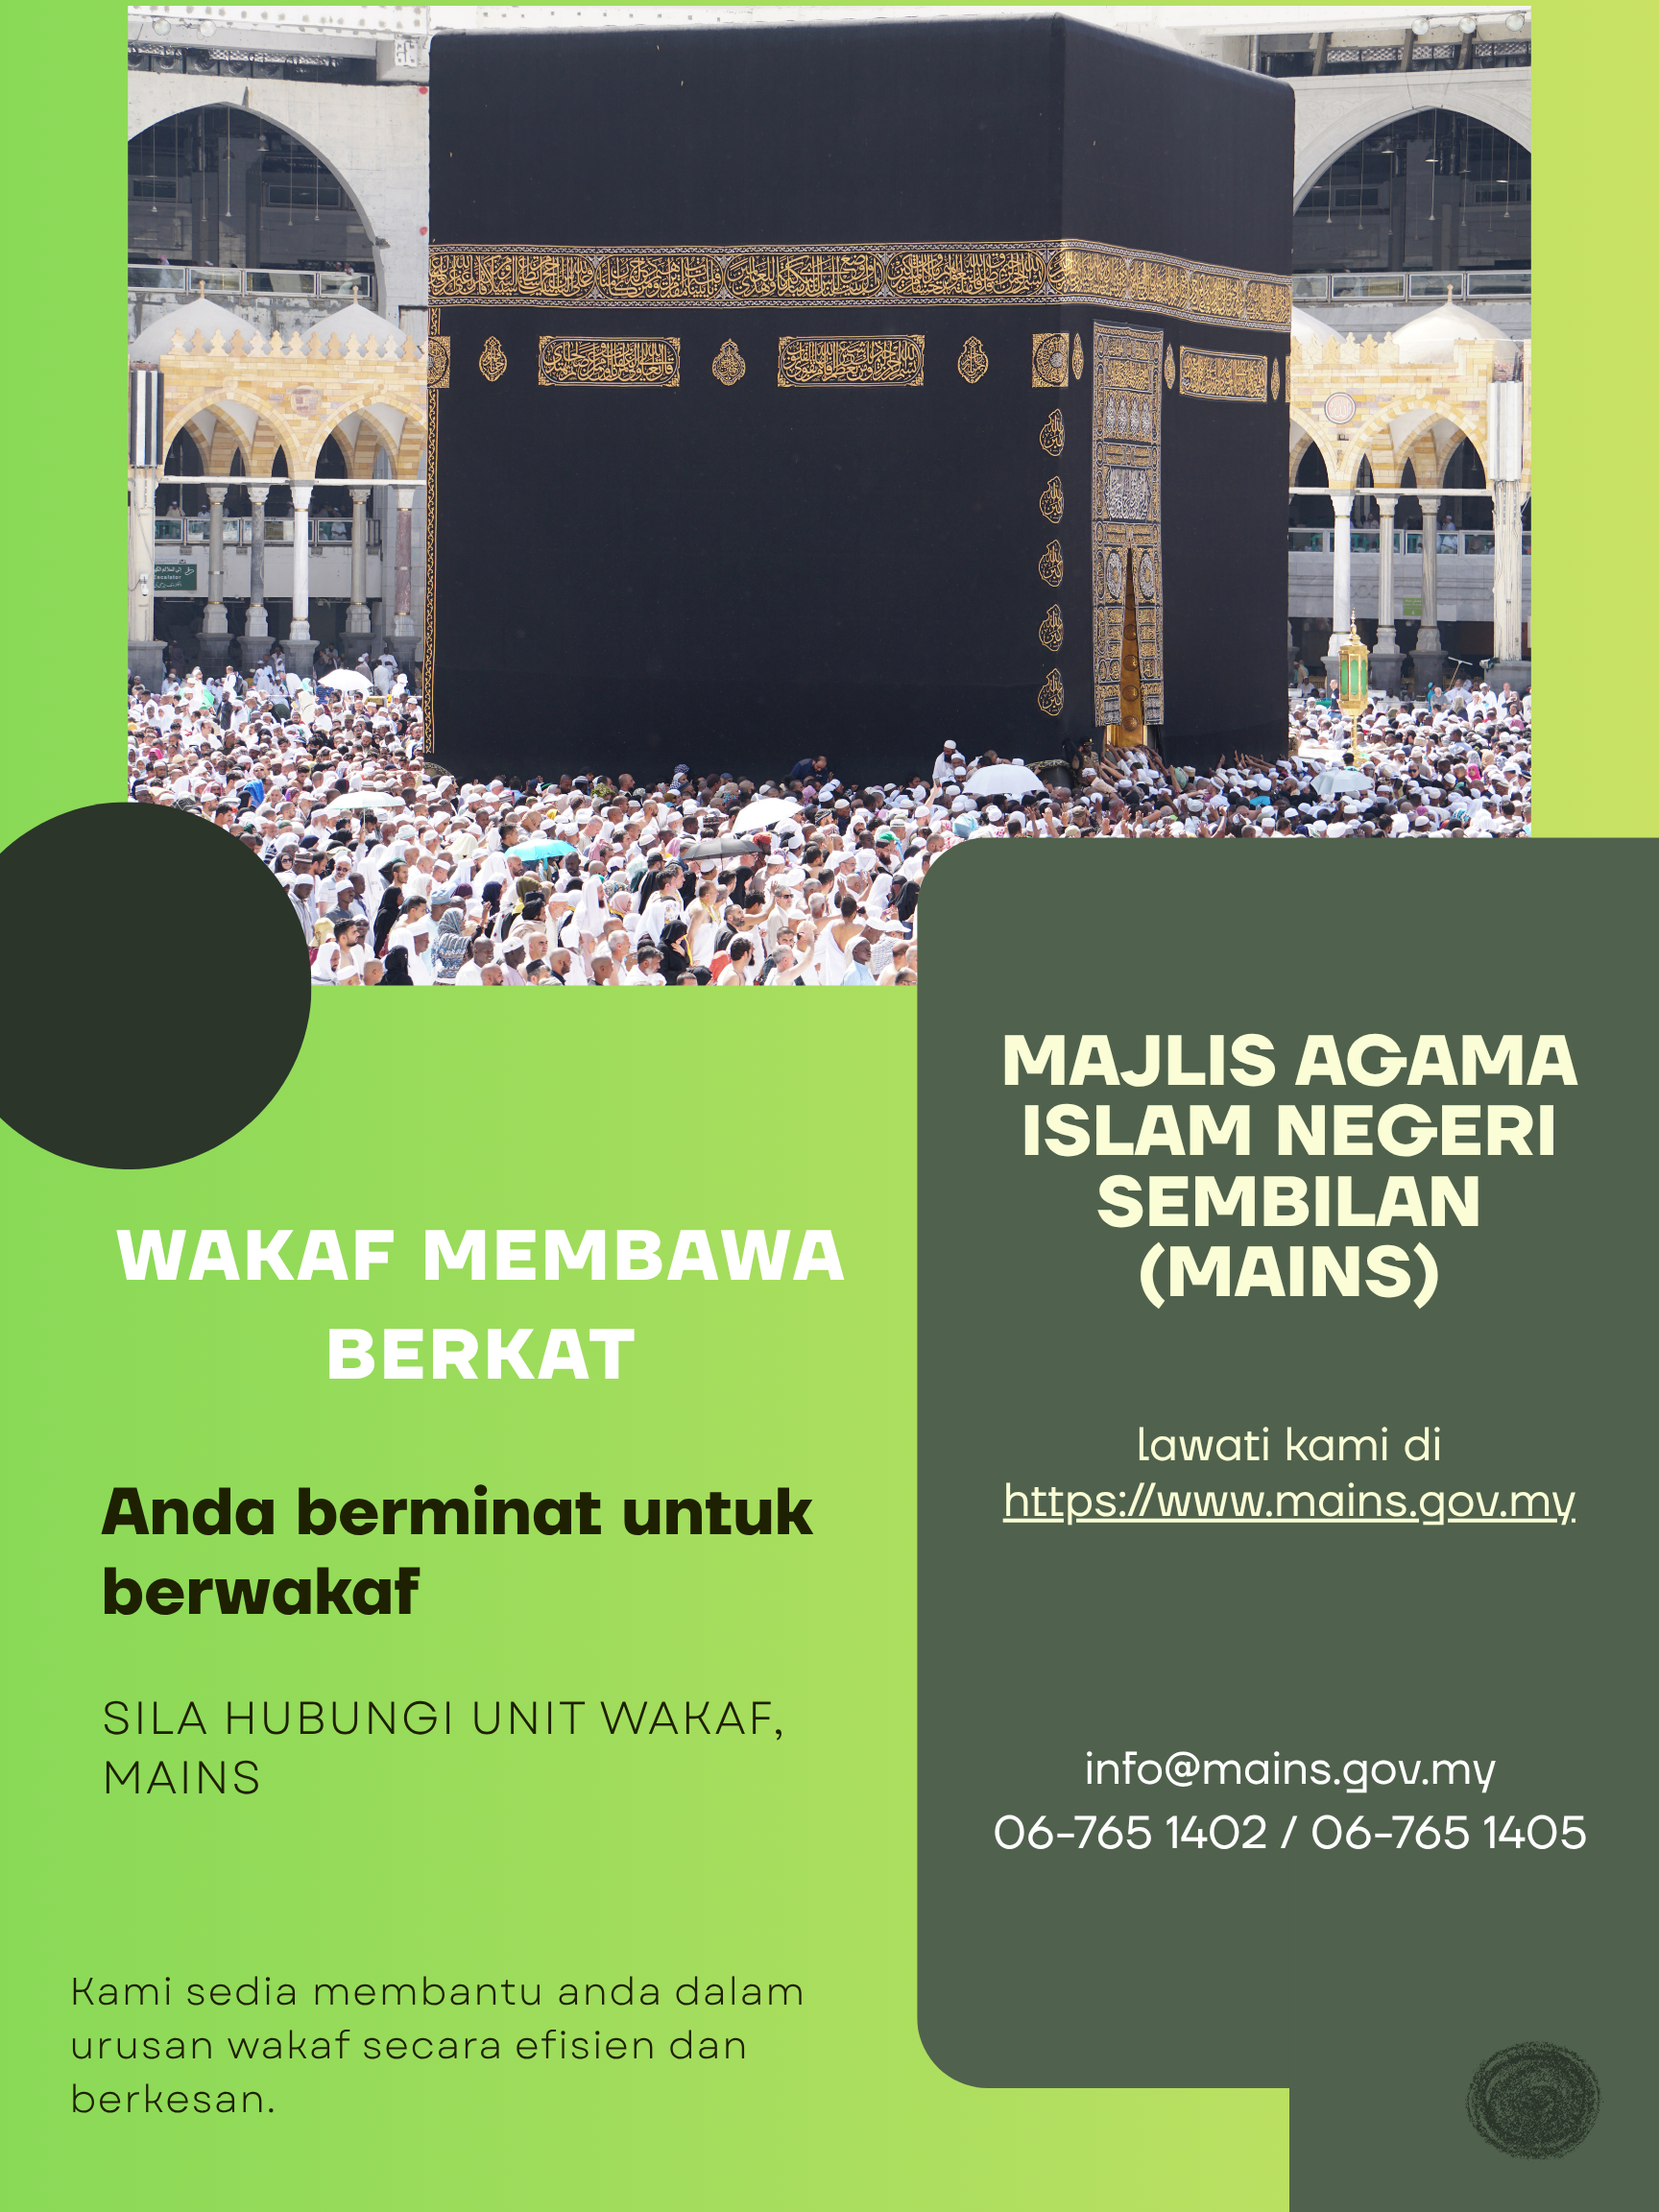 WAKAF MEMBAWA
BERKAT
Anda berminat untuk
berwakaf
SILA HUBUNGI UNIT WAKAF,
MAINS
Kami sedia membantu anda dalam
urusan wakaf secara efisien dan
berkesan.
MAJLIS AGAMA
ISLAM NEGERI
SEMBILAN
(MAINS)
lawati kami di
https://www.mains.gov.my
info@mains.gov.my
06-765 1402 / 06-765 1405